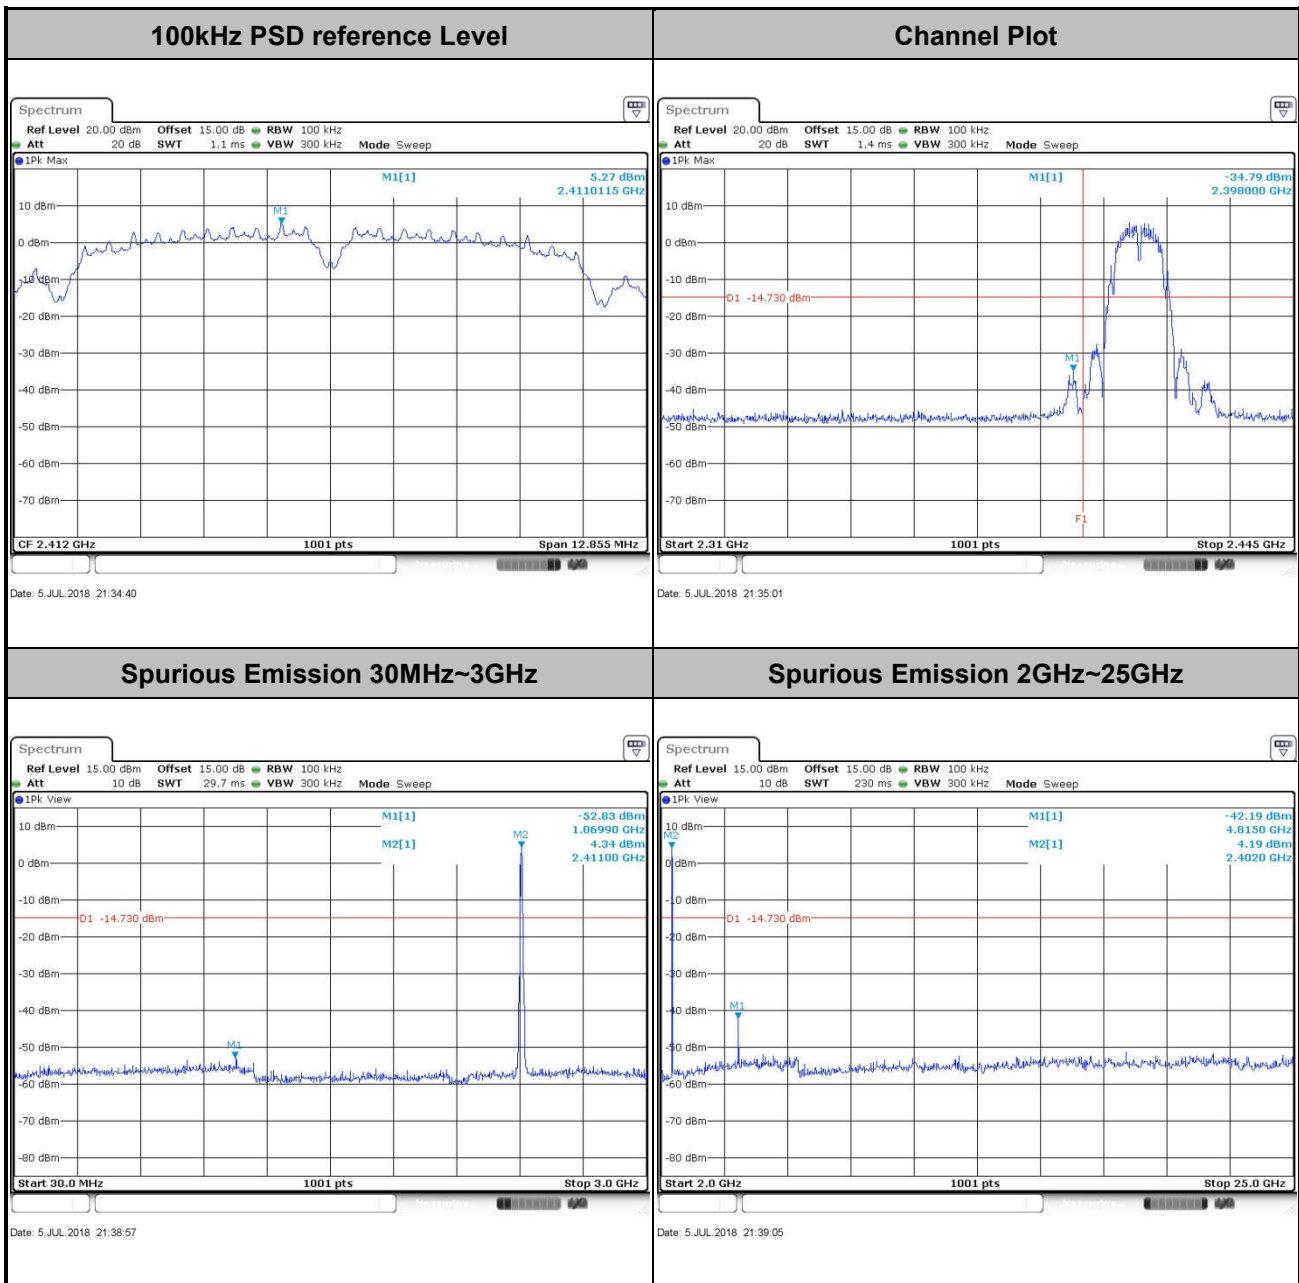 100kHz PSD reference Level
Channel Plot
Spectrum
Ref Level 20.00 dBm Offset 15.00 dB RBW 100 kHz
Att 20 dB SWT 1.1 ms VBW 300 kHz Mode Sweep
1Pk Max
M1[1] 5.27 dBm
2.4110115 GHz
M1
10 dBm
0 dBm
-10 dBm
-20 dBm
-30 dBm
-40 dBm
-50 dBm
-60 dBm
-70 dBm
CF 2.412 GHz 1001 pts Span 12.855 MHz
Date: 5.JUL.2018 21:34:40
Spectrum
Ref Level 20.00 dBm Offset 15.00 dB RBW 100 kHz
Att 20 dB SWT 1.4 ms VBW 300 kHz Mode Sweep
1Pk Max
M1[1] -34.79 dBm
2.398000 GHz
10 dBm
0 dBm
-10 dBm
D1 -14.730 dBm
-20 dBm
-30 dBm
M1
-40 dBm
-50 dBm
-60 dBm
-70 dBm
F1
Start 2.31 GHz 1001 pts Stop 2.445 GHz
Date: 5.JUL.2018 21:35:01
Spurious Emission 30MHz~3GHz
Spurious Emission 2GHz~25GHz
Spectrum
Ref Level 15.00 dBm Offset 15.00 dB RBW 100 kHz
Att 10 dB SWT 29.7 ms VBW 300 kHz Mode Sweep
1Pk View
M1[1] -52.83 dBm
1.06990 GHz
M2[1] 4.34 dBm
2.41100 GHz
M2
10 dBm
0 dBm
-10 dBm
D1 -14.730 dBm
-20 dBm
-30 dBm
-40 dBm
M1
-50 dBm
-60 dBm
-70 dBm
-80 dBm
Start 30.0 MHz 1001 pts Stop 3.0 GHz
Date: 5.JUL.2018 21:38:57
Spectrum
Ref Level 15.00 dBm Offset 15.00 dB RBW 100 kHz
Att 10 dB SWT 230 ms VBW 300 kHz Mode Sweep
1Pk View
M1[1] -42.19 dBm
4.8150 GHz
M2[1] 4.19 dBm
2.4020 GHz
10 dBm
M2
0 dBm
-10 dBm
D1 -14.730 dBm
-20 dBm
-30 dBm
M1
-40 dBm
-50 dBm
-60 dBm
-70 dBm
-80 dBm
Start 2.0 GHz 1001 pts Stop 25.0 GHz
Date: 5.JUL.2018 21:39:05